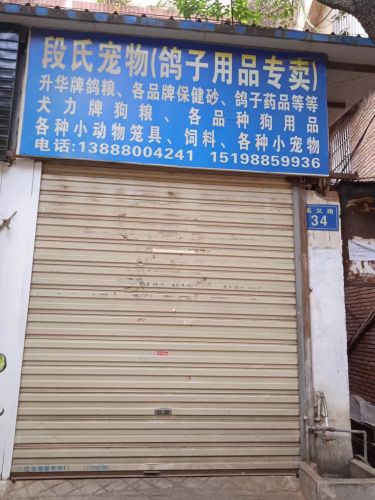 段氏宠物(鸽子用品专卖)
升华牌鸽粮、各品牌保健砂、鸽子药品等等
犬力牌狗粮、各品种狗用品
各种小动物笼具、饲料、各种小宠物
电话:13888004241 15198859936
34